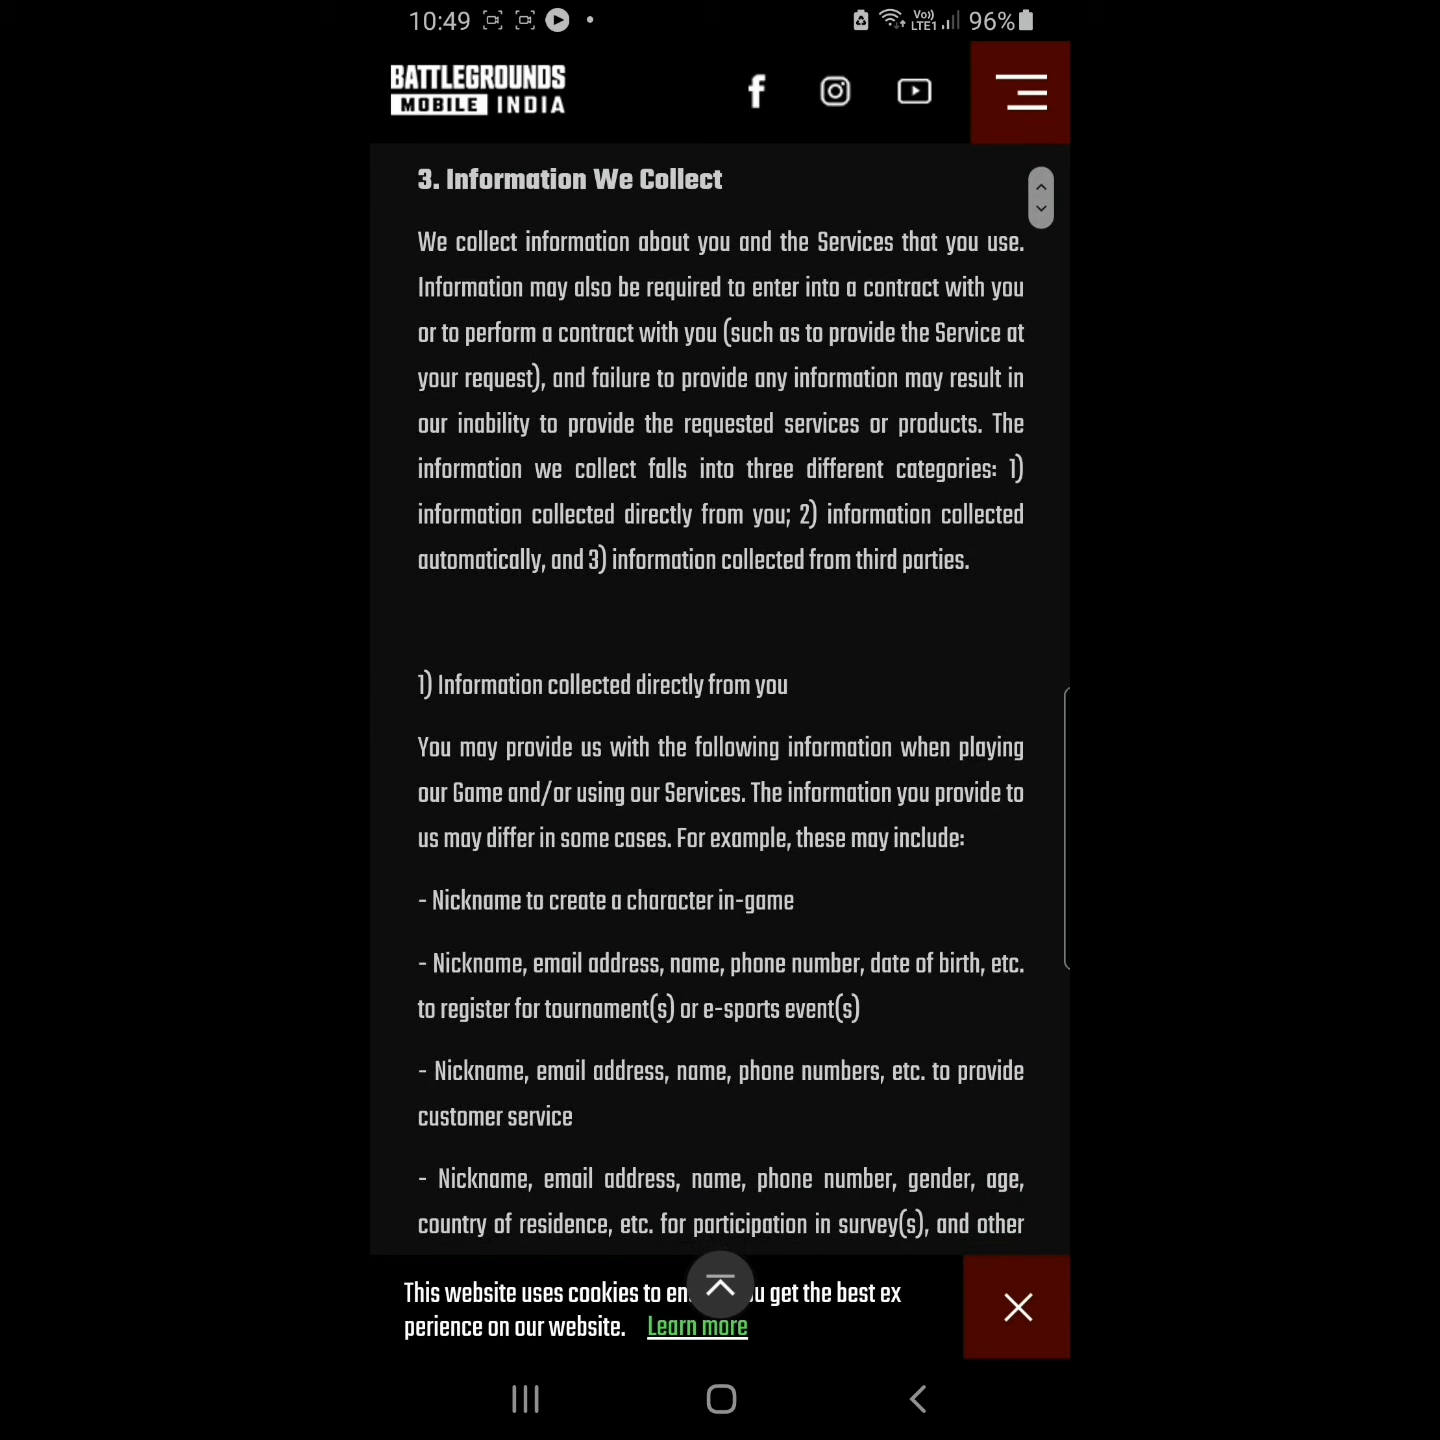 10:49
Vo))
LTE1
96%
BATTLEGROUNDS
MOBILE INDIA
3. Information We Collect
We collect information about you and the Services that you use.
Information may also be required to enter into a contract with you
or to perform a contract with you (such as to provide the Service at
your request), and failure to provide any information may result in
our inability to provide the requested services or products. The
information we collect falls into three different categories: 1)
information collected directly from you; 2) information collected
automatically, and 3) information collected from third parties.
1) Information collected directly from you
You may provide us with the following information when playing
our Game and/or using our Services. The information you provide to
us may differ in some cases. For example, these may include:
- Nickname to create a character in-game
- Nickname, email address, name, phone number, date of birth, etc.
to register for tournament(s) or e-sports event(s)
- Nickname, email address, name, phone numbers, etc. to provide
customer service
- Nickname, email address, name, phone number, gender, age,
country of residence, etc. for participation in survey(s), and other
This website uses cookies to en u get the best ex
perience on our website. Learn more